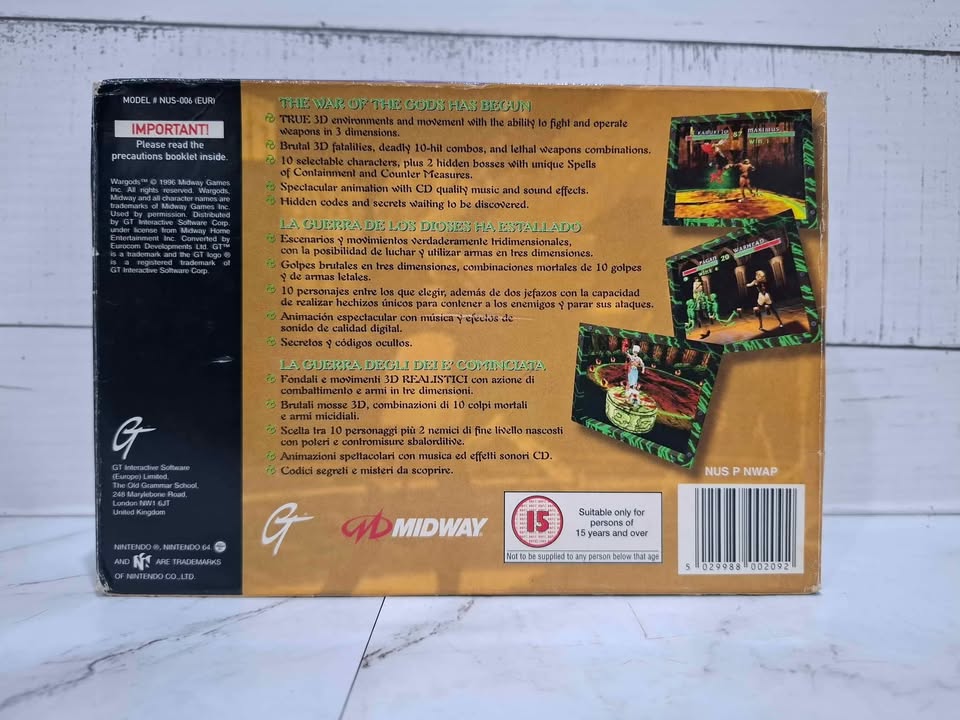 MODEL # NUS-006 (EUR)
IMPORTANT!
Please read the
precautions booklet inside.
Wargods™ © 1996 Midway Games
Inc. All rights reserved. Wargods,
Midway and all character names are
trademarks of Midway Games Inc.
Used by permission. Distributed
by GT Interactive Software Corp.
under license from Midway Home
Entertainment Inc. Converted by
Eurocom Developments Ltd. GT™
is a trademark and the GT logo ®
is a registered trademark of
GT Interactive Software Corp.
GT
GT Interactive Software
(Europe) Limited,
The Old Grammar School,
248 Marylebone Road,
London NW1 6JT
United Kingdom
NINTENDO ®, NINTENDO 64,
AND N ARE TRADEMARKS
OF NINTENDO CO.,LTD.
THE WAR OF THE GODS HAS BEGUN
TRUE 3D environments and movement with the ability to fight and operate
weapons in 3 dimensions.
Brutal 3D fatalities, deadly 10-hit combos, and lethal weapons combinations.
10 selectable characters, plus 2 hidden bosses with unique Spells
of Containment and Counter Measures.
Spectacular animation with CD quality music and sound effects.
Hidden codes and secrets waiting to be discovered.
LA GUERRA DE LOS DIOSES HA ESTALLADO
Escenarios y movimientos verdaderamente tridimensionales,
con la posibilidad de luchar y utilizar armas en tres dimensiones.
Golpes brutales en tres dimensiones, combinaciones mortales de 10 golpes
y de armas letales.
10 personajes entre los que elegir, además de dos jefazos con la capacidad
de realizar hechizos únicos para contener a los enemigos y parar sus ataques.
Animación espectacular con música y efectos de
sonido de calidad digital.
Secretos y códigos ocultos.
LA GUERRA DEGLI DEI E' COMINCIATA
Fondali e movimenti 3D REALISTICI con azione di
combattimento e armi in tre dimensioni.
Brutali mosse 3D, combinazioni di 10 colpi mortali
e armi micidiali.
Scelta tra 10 personaggi più 2 nemici di fine livello nascosti
con poteri e contromisure sbalorditive.
Animazioni spettacolari con musica ed effetti sonori CD.
Codici segreti e misteri da scoprire.
KABUKI JO 87 MAXIMUS
WIN 1
PAGAN 20 WARHEAD
WINS 4
NUS P NWAP
GT
MIDWAY
15
Suitable only for
persons of
15 years and over
Not to be supplied to any person below that age
5 029988 002092